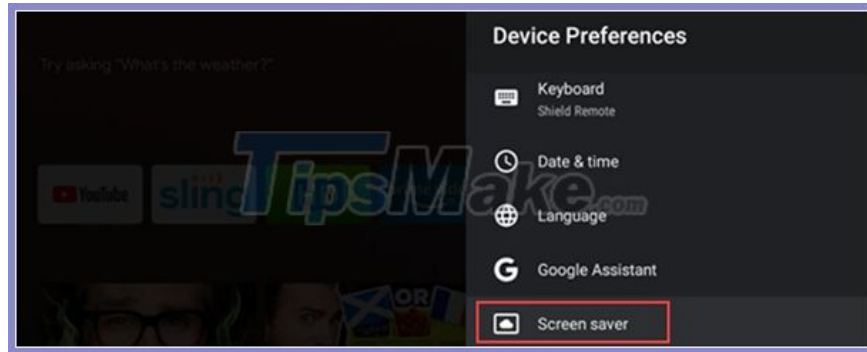 Device Preferences
Try asking "What's the weather?"
Keyboard
Shield Remote
Date & time
YouTube
sling
TipsMake.com
Language
Google Assistant
OR
Screen saver